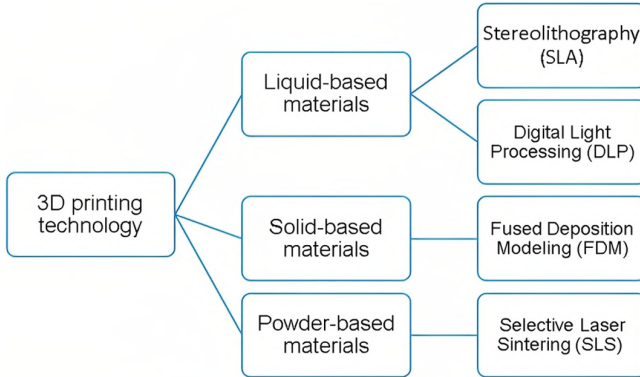 3D printing
technology
Liquid-based
materials
Stereolithography
(SLA)
Digital Light
Processing (DLP)
Solid-based
materials
Fused Deposition
Modeling (FDM)
Powder-based
materials
Selective Laser
Sintering (SLS)